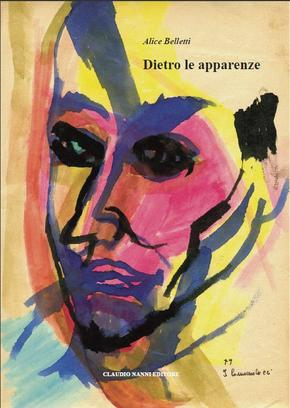 Alice Belletti
Dietro le apparenze
CLAUDIO NANNI EDITORE